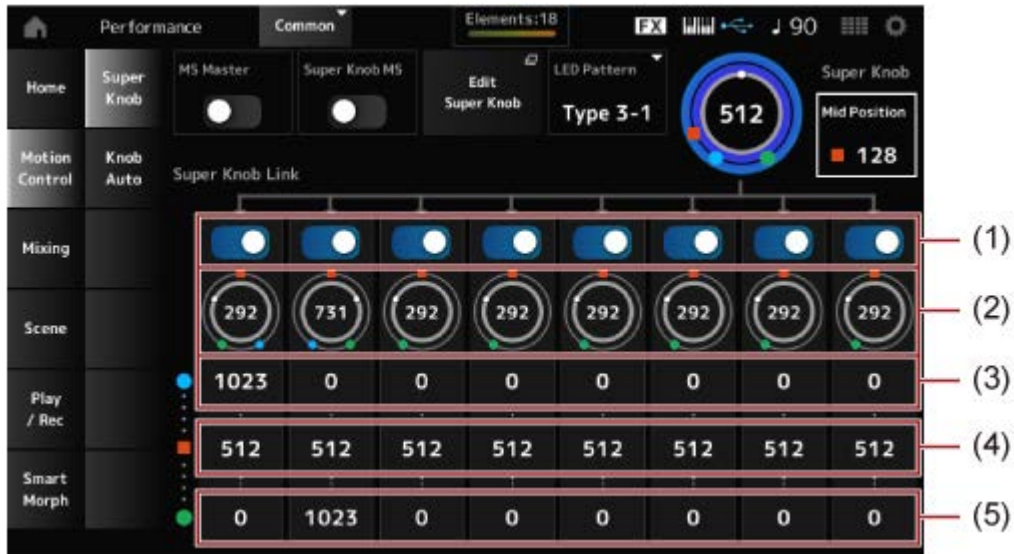 Performance
Common
Elements:18
FX
♩ 90
Home
Super Knob
MS Master
Super Knob MS
Edit Super Knob
LED Pattern
Type 3-1
512
Super Knob
Mid Position
128
Motion Control
Knob Auto
Super Knob Link
Mixing
(1)
Scene
292 731 292 292 292 292 292 292
(2)
Play / Rec
1023 0 0 0 0 0 0 0
(3)
512 512 512 512 512 512 512 512
(4)
Smart Morph
0 1023 0 0 0 0 0 0
(5)